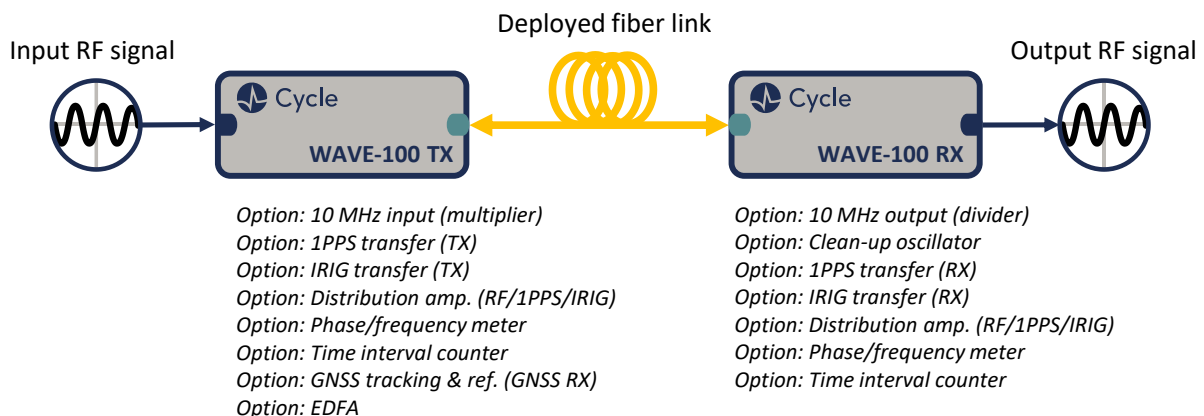 Deployed fiber link
Input RF signal
Output RF signal
Cycle
WAVE-100 TX
Cycle
WAVE-100 RX
Option: 10 MHz input (multiplier)
Option: 1PPS transfer (TX)
Option: IRIG transfer (TX)
Option: Distribution amp. (RF/1PPS/IRIG)
Option: Phase/frequency meter
Option: Time interval counter
Option: GNSS tracking & ref. (GNSS RX)
Option: EDFA
Option: 10 MHz output (divider)
Option: Clean-up oscillator
Option: 1PPS transfer (RX)
Option: IRIG transfer (RX)
Option: Distribution amp. (RF/1PPS/IRIG)
Option: Phase/frequency meter
Option: Time interval counter